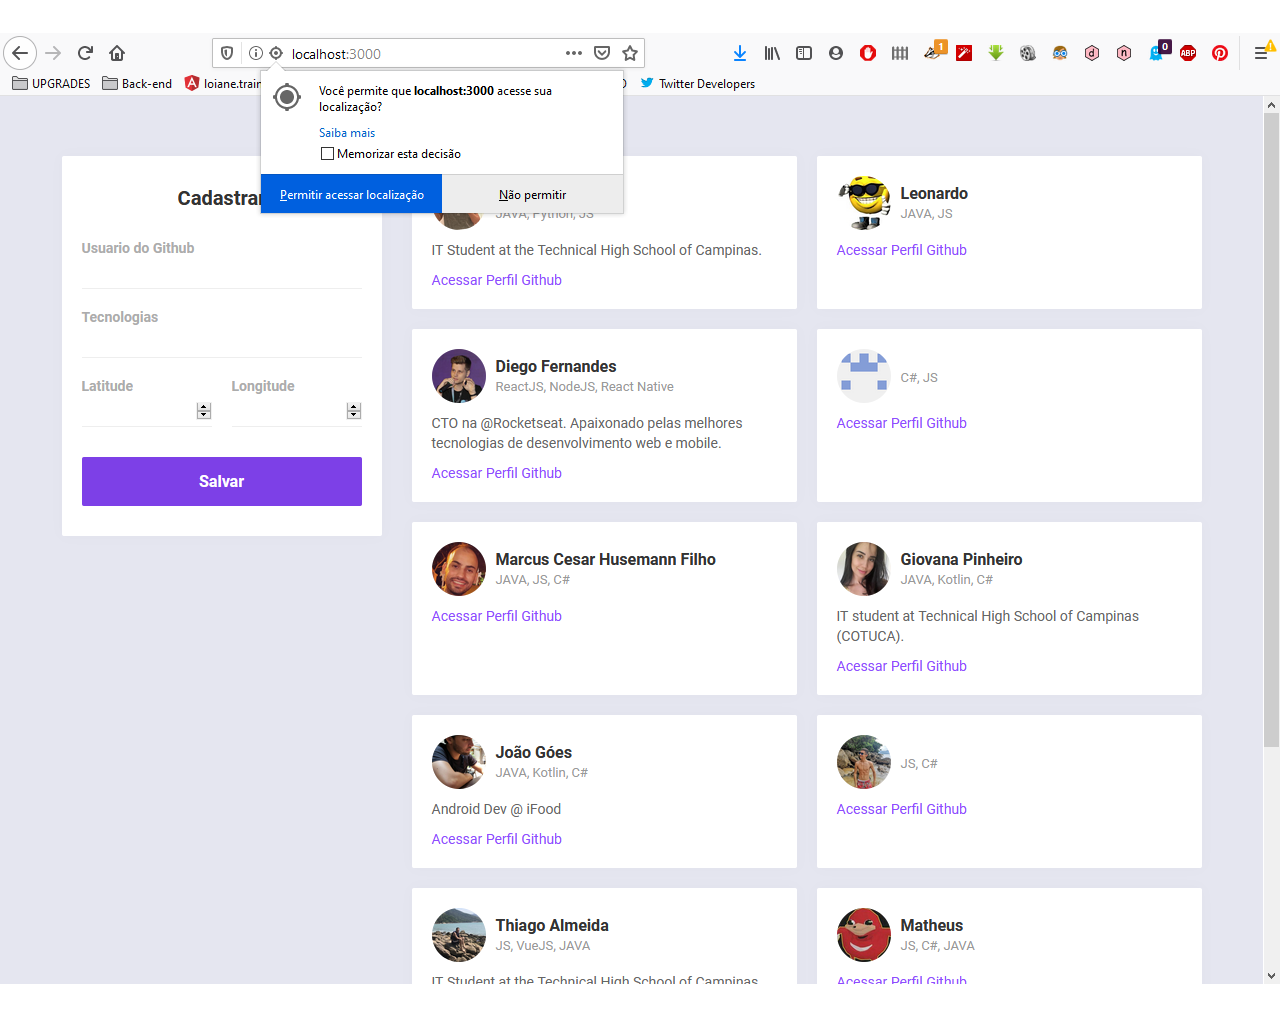 localhost:3000
1
0
ABP
UPGRADES
Back-end
loiane.train
Twitter Developers
Você permite que localhost:3000 acesse sua
localização?
Saiba mais
Memorizar esta decisão
Permitir acessar localização
Não permitir
Cadastrar
Usuario do Github
Tecnologias
Latitude
Longitude
Salvar
JAVA, Python, JS
IT Student at the Technical High School of Campinas.
Acessar Perfil Github
Leonardo
JAVA, JS
Acessar Perfil Github
Diego Fernandes
ReactJS, NodeJS, React Native
CTO na @Rocketseat. Apaixonado pelas melhores
tecnologias de desenvolvimento web e mobile.
Acessar Perfil Github
C#, JS
Acessar Perfil Github
Marcus Cesar Husemann Filho
JAVA, JS, C#
Acessar Perfil Github
Giovana Pinheiro
JAVA, Kotlin, C#
IT student at Technical High School of Campinas
(COTUCA).
Acessar Perfil Github
João Góes
JAVA, Kotlin, C#
Android Dev @ iFood
Acessar Perfil Github
JS, C#
Acessar Perfil Github
Thiago Almeida
JS, VueJS, JAVA
IT Student at the Technical High School of Campinas.
Matheus
JS, C#, JAVA
Acessar Perfil Github